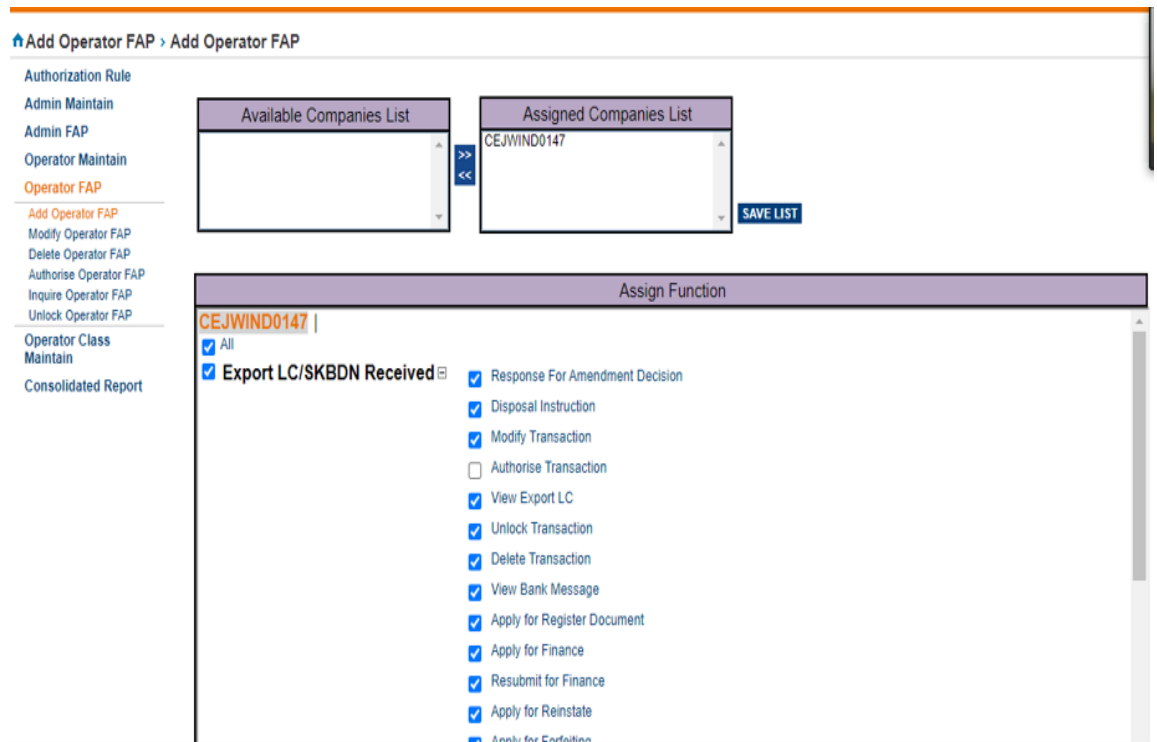 Add Operator FAP › Add Operator FAP
Authorization Rule
Admin Maintain
Admin FAP
Operator Maintain
Operator FAP
Add Operator FAP
Modify Operator FAP
Delete Operator FAP
Authorise Operator FAP
Inquire Operator FAP
Unlock Operator FAP
Operator Class
Maintain
Consolidated Report
Available Companies List
>>
<<
Assigned Companies List
CEJWIND0147
SAVE LIST
Assign Function
CEJWIND0147 |
All
Export LC/SKBDN Received
Response For Amendment Decision
Disposal Instruction
Modify Transaction
Authorise Transaction
View Export LC
Unlock Transaction
Delete Transaction
View Bank Message
Apply for Register Document
Apply for Finance
Resubmit for Finance
Apply for Reinstate
Apply for Forfeiting